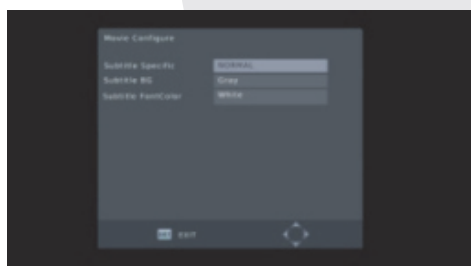 Movie Configure
Subtitle Specific NORMAL
Subtitle BG Gray
Subtitle FontColor White
EXIT